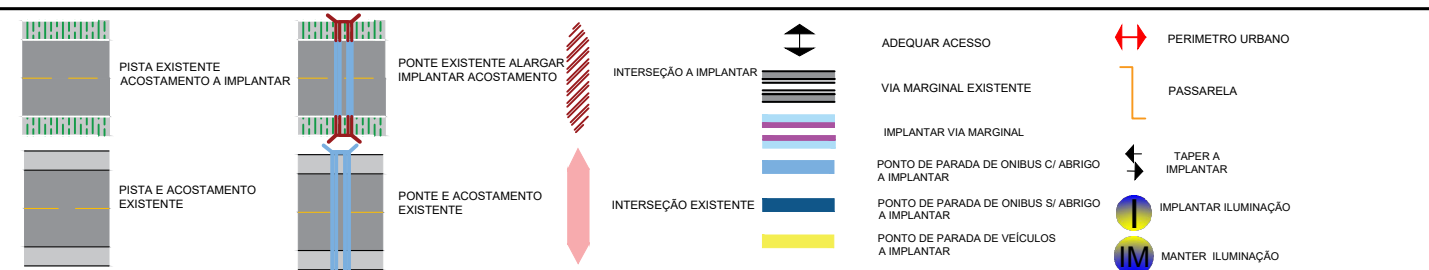 PISTA EXISTENTE
ACOSTAMENTO A IMPLANTAR
PISTA E ACOSTAMENTO
EXISTENTE
PONTE EXISTENTE ALARGAR
IMPLANTAR ACOSTAMENTO
PONTE E ACOSTAMENTO
EXISTENTE
INTERSEÇÃO A IMPLANTAR
INTERSEÇÃO EXISTENTE
ADEQUAR ACESSO
VIA MARGINAL EXISTENTE
IMPLANTAR VIA MARGINAL
PONTO DE PARADA DE ONIBUS C/ ABRIGO
A IMPLANTAR
PONTO DE PARADA DE ONIBUS S/ ABRIGO
A IMPLANTAR
PONTO DE PARADA DE VEÍCULOS
A IMPLANTAR
PERIMETRO URBANO
PASSARELA
TAPER A
IMPLANTAR
I
IMPLANTAR ILUMINAÇÃO
IM
MANTER ILUMINAÇÃO